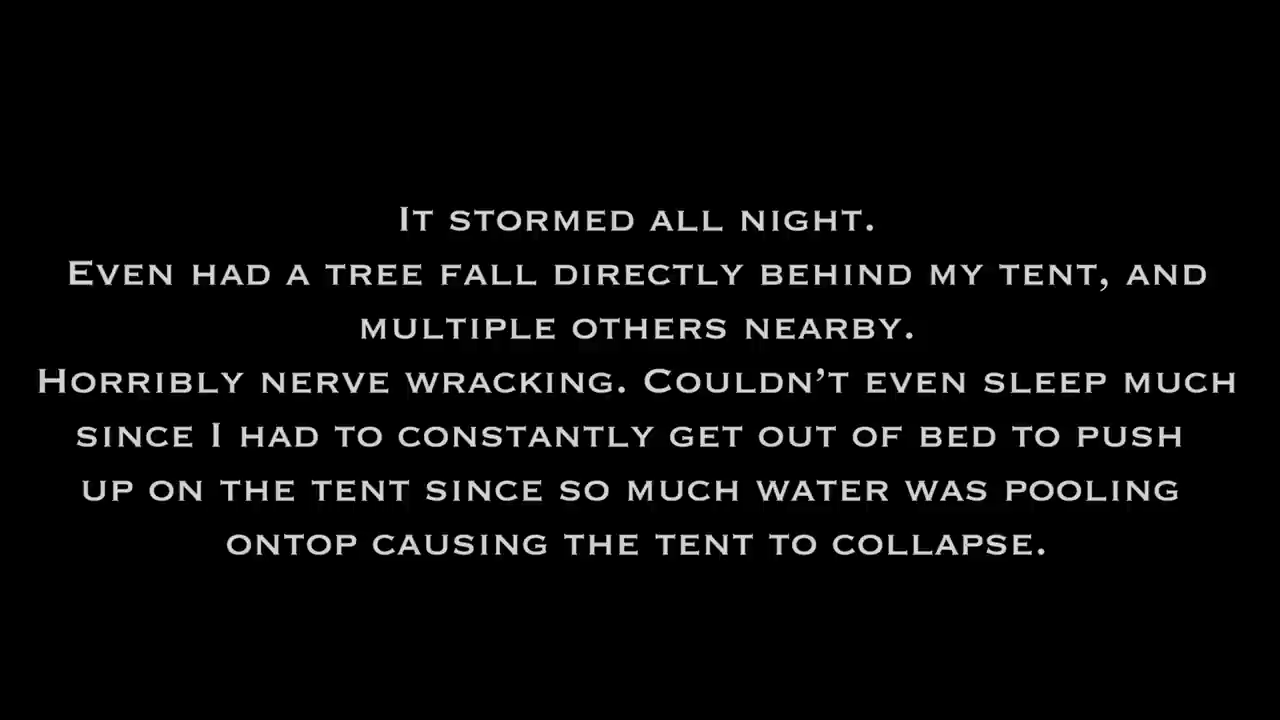 It stormed all night.
Even had a tree fall directly behind my tent, and
multiple others nearby.
Horribly nerve wracking. Couldn’t even sleep much
since I had to constantly get out of bed to push
up on the tent since so much water was pooling
ontop causing the tent to collapse.